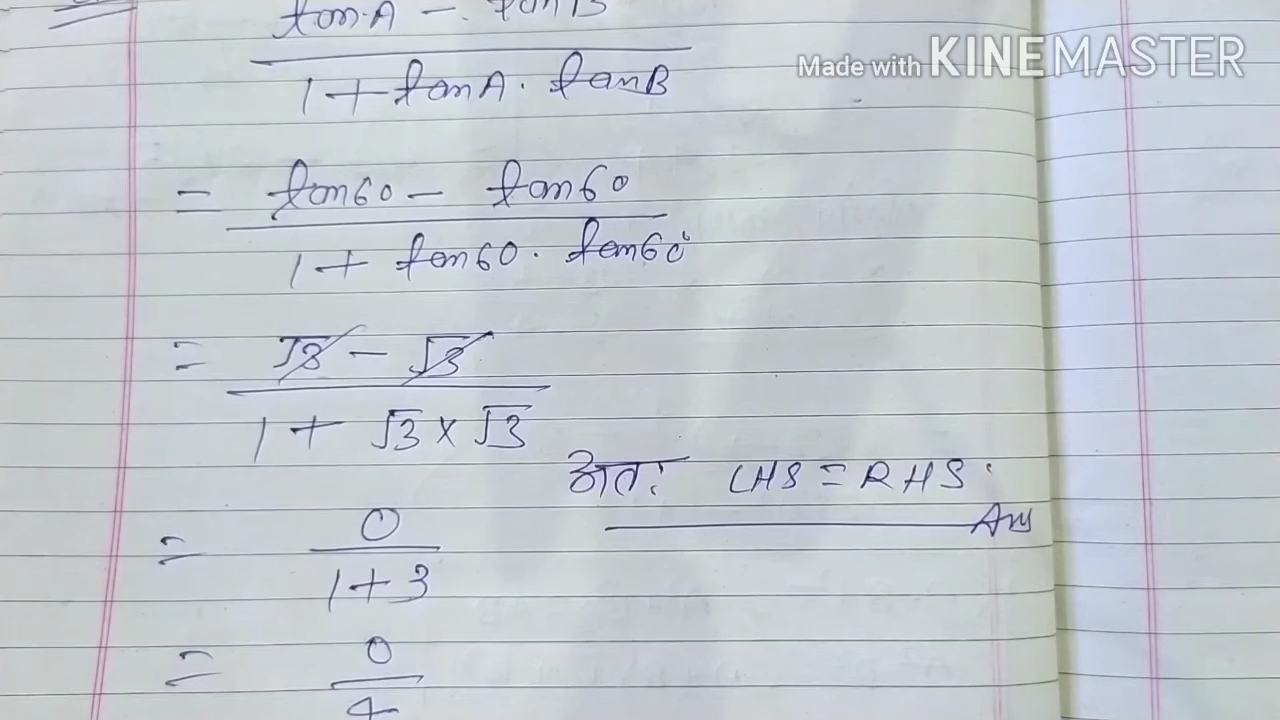 tanA - tanB
Made with KINEMASTER
1 + tanA. tanB
= tan60 - tan60
1 + tan60. tan60°
= √3 - √3
1 + √3 × √3
अतः LHS = RHS.
Ans
= 0
1+3
= 0
4